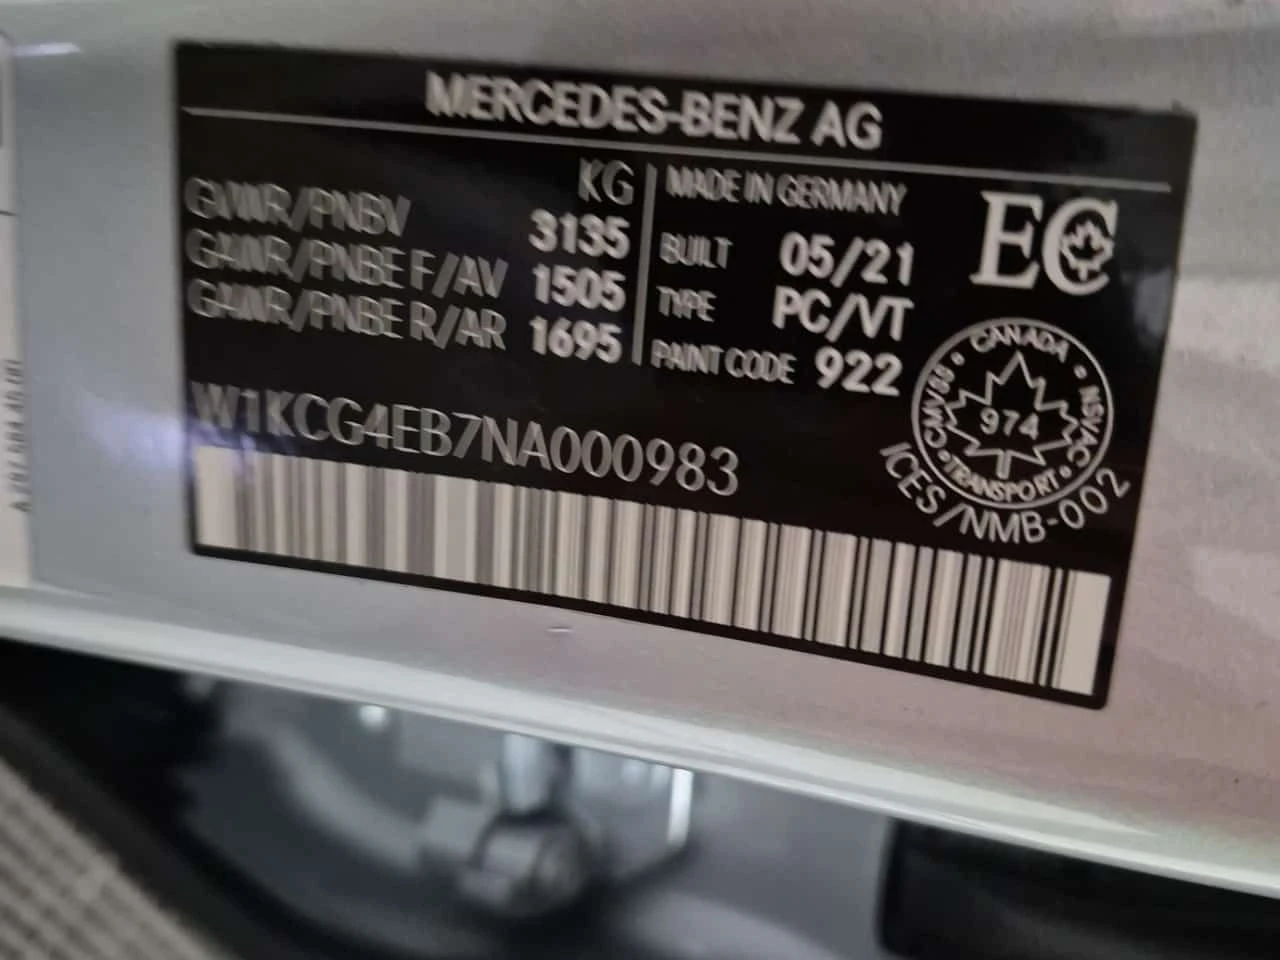 MERCEDES-BENZ AG
KG
GVWR/PNBV 3135
GAWR/PNBE F/AV 1505
GAWR/PNBE R/AR 1695
MADE IN GERMANY
BUILT 05/21
TYPE PC/VT
PAINT CODE 922
EC
CANADA
CMVSS • NSVAC
974
TRANSPORT
ICES/NMB-002
W1KCG4EB7NA000983